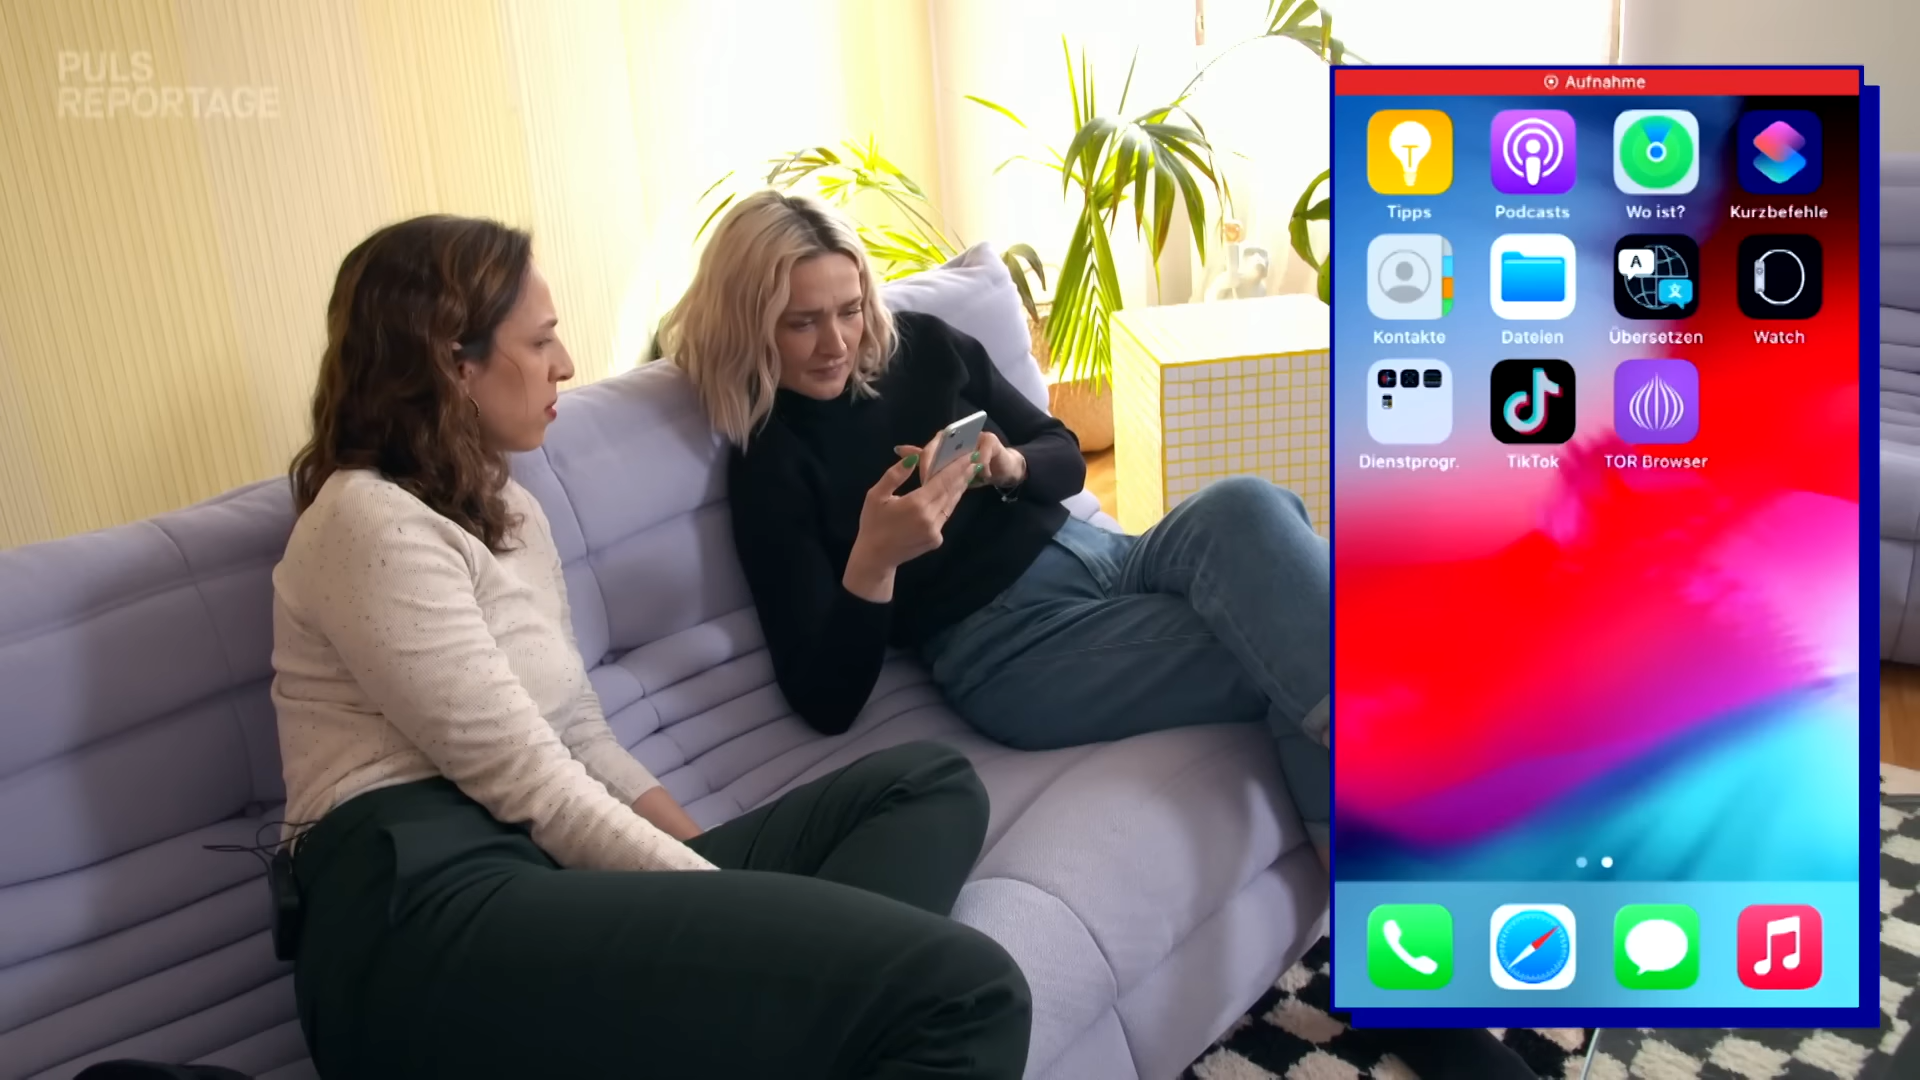 PULS
REPORTAGE
Aufnahme
Tipps
Podcasts
Wo ist?
Kurzbefehle
A
Kontakte
Dateien
Übersetzen
Watch
Dienstprogr.
TikTok
TOR Browser